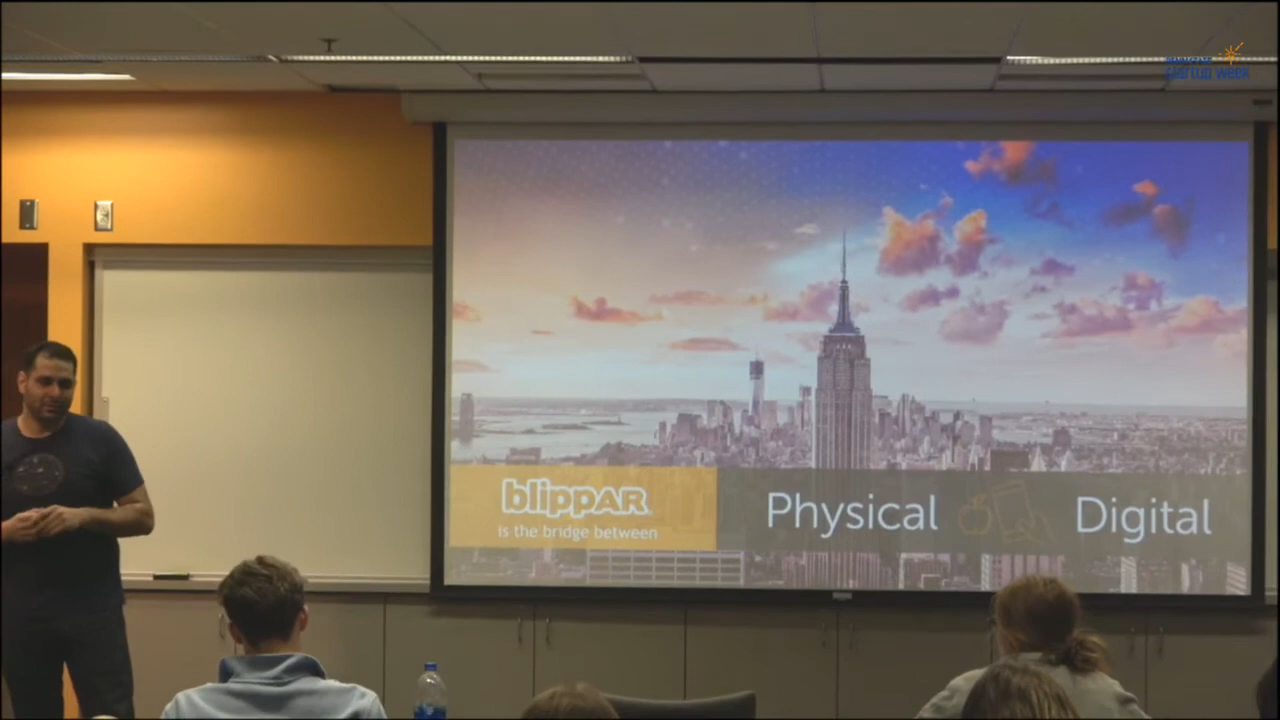 startup week
blippAR
is the bridge between
Physical
Digital